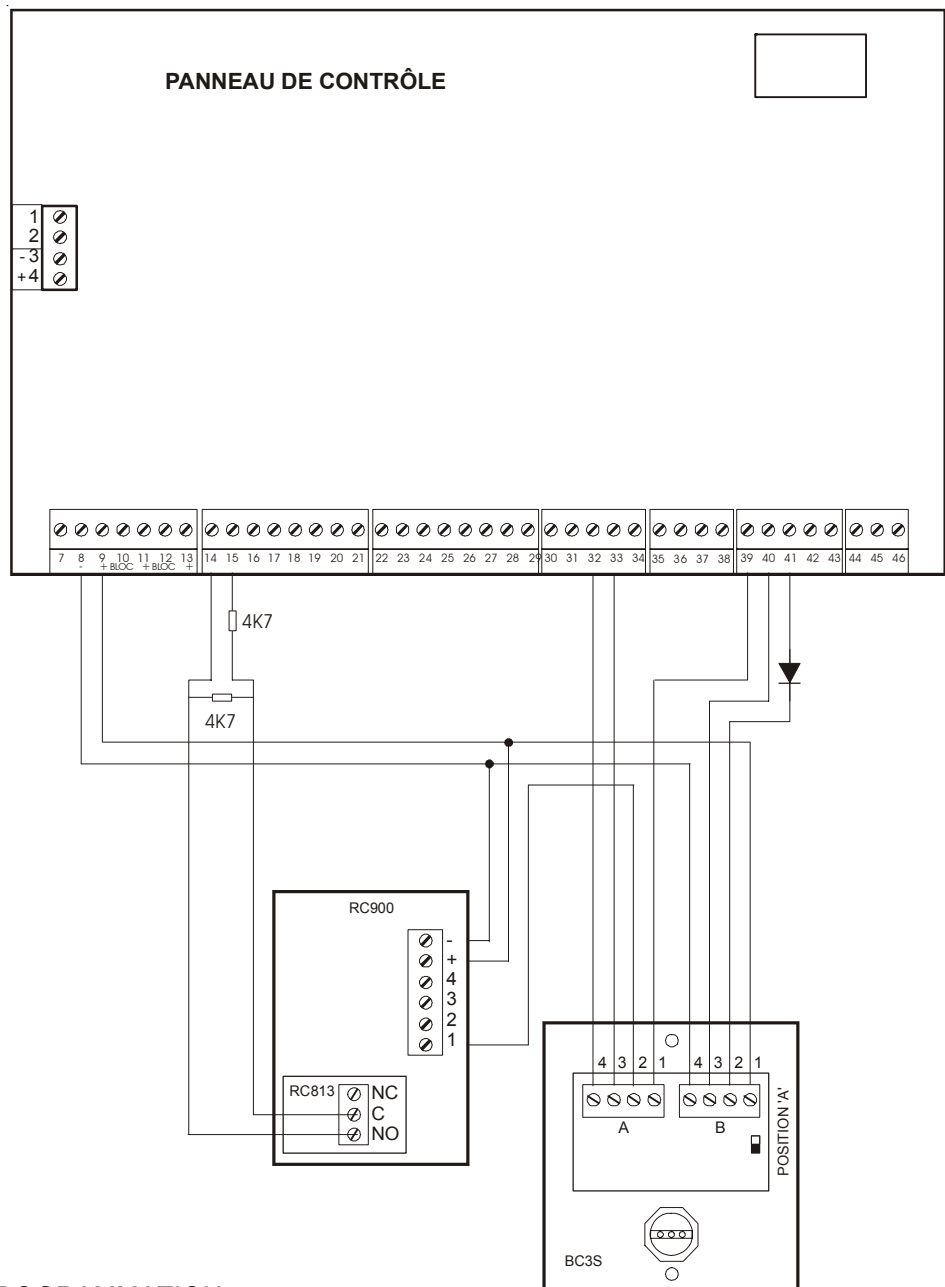 PANNEAU DE CONTRÔLE
1
2
- 3
+ 4
7 8 9 10 11 12 13 14 15 16 17 18 19 20 21 22 23 24 25 26 27 28 29 30 31 32 33 34 35 36 37 38 39 40 41 42 43 44 45 46
- + BLOC + BLOC +
4K7
4K7
RC900
-
+
4
3
2
1
RC813
NC
C
NO
4 3 2 1 4 3 2 1
A B
POSITION 'A'
BC3S